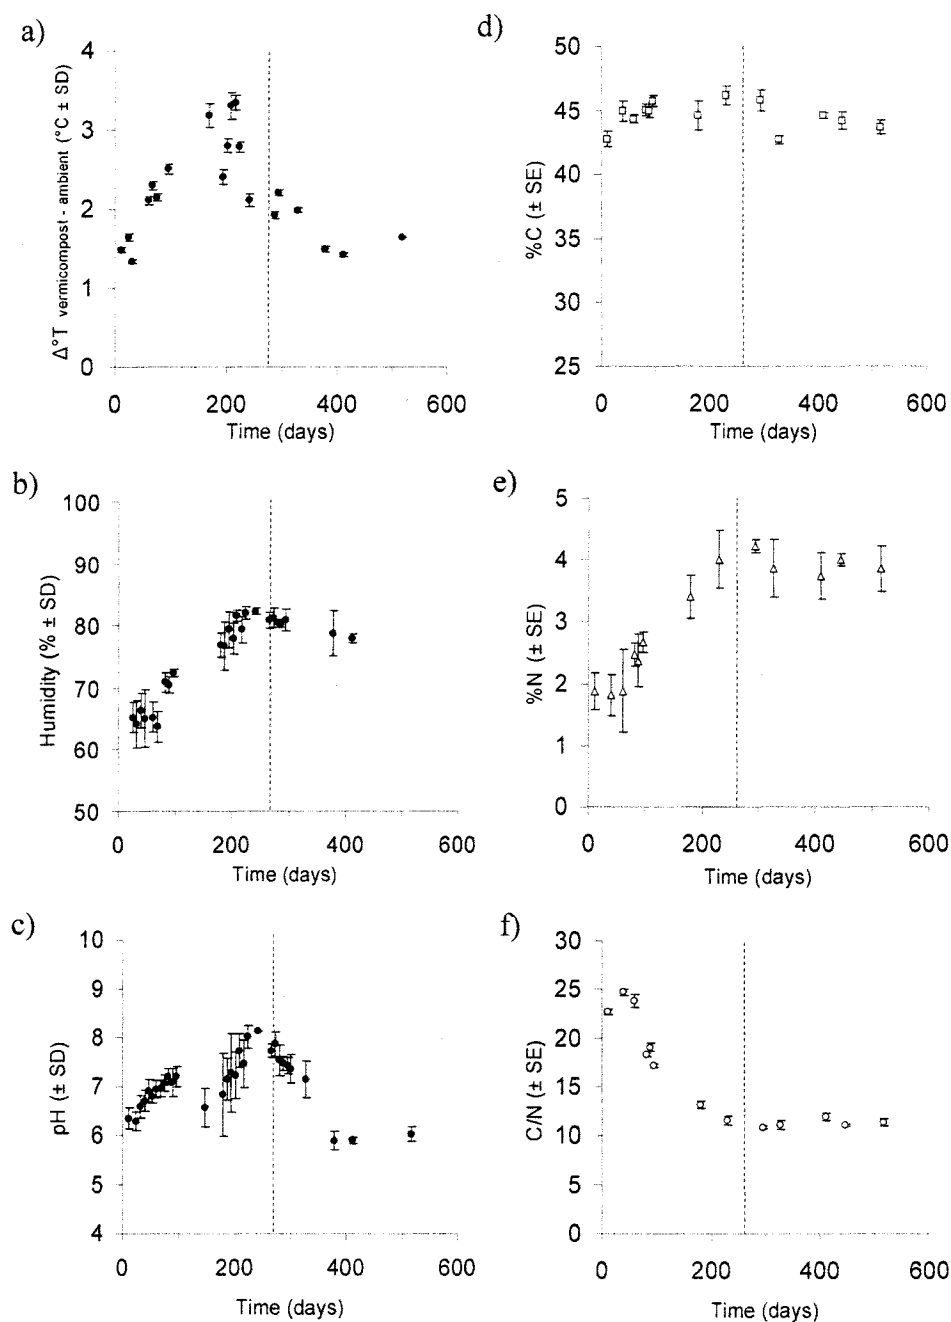 a)
4
3
2
1
0
Δ°T vermicompost - ambient (°C ± SD)
0 200 400 600
Time (days)
b)
100
90
80
70
60
50
Humidity (% ± SD)
0 200 400 600
Time (days)
c)
10
9
8
7
6
5
4
pH (± SD)
0 200 400 600
Time (days)
d)
50
45
40
35
30
25
%C (± SE)
0 200 400 600
Time (days)
e)
5
4
3
2
1
0
%N (± SE)
0 200 400 600
Time (days)
f)
30
25
20
15
10
5
0
C/N (± SE)
0 200 400 600
Time (days)